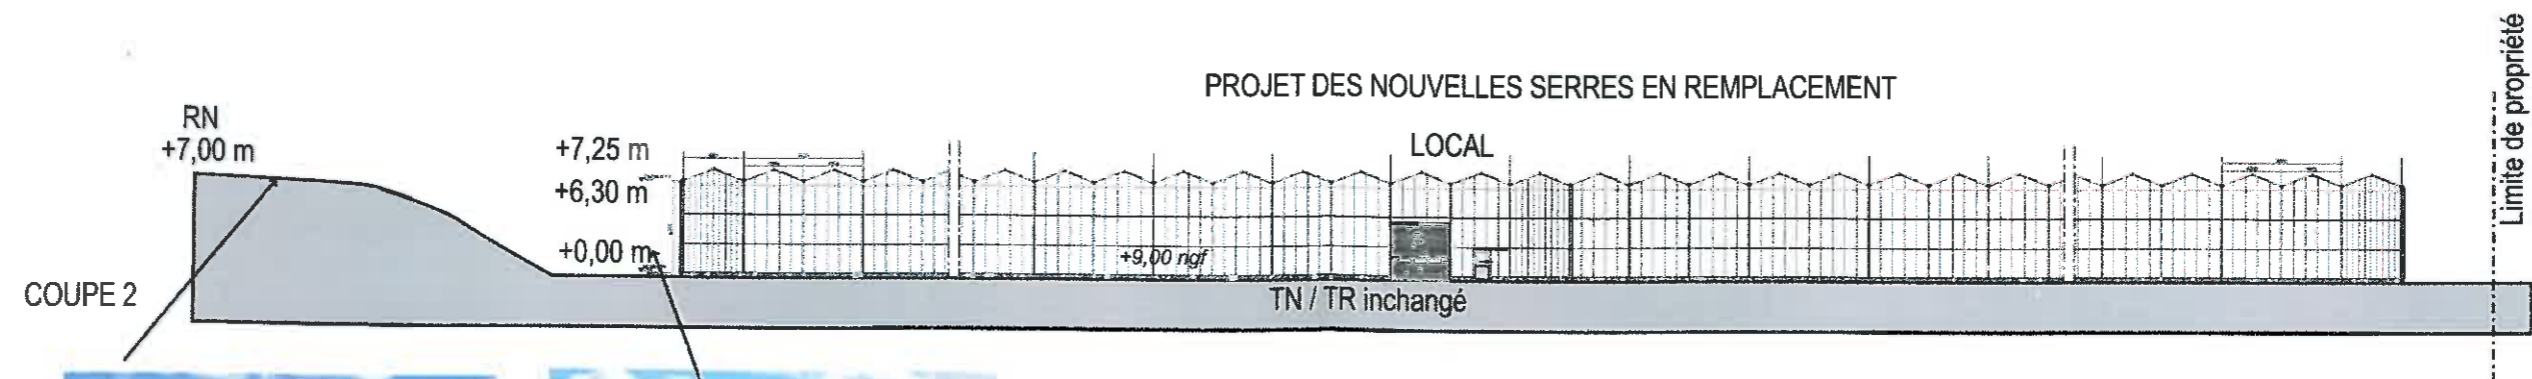 PROJET DES NOUVELLES SERRES EN REMPLACEMENT
Limite de propriété
RN
+7,00 m
+7,25 m
+6,30 m
+0,00 m
LOCAL
+9,00 ngf
COUPE 2
TN / TR inchangé